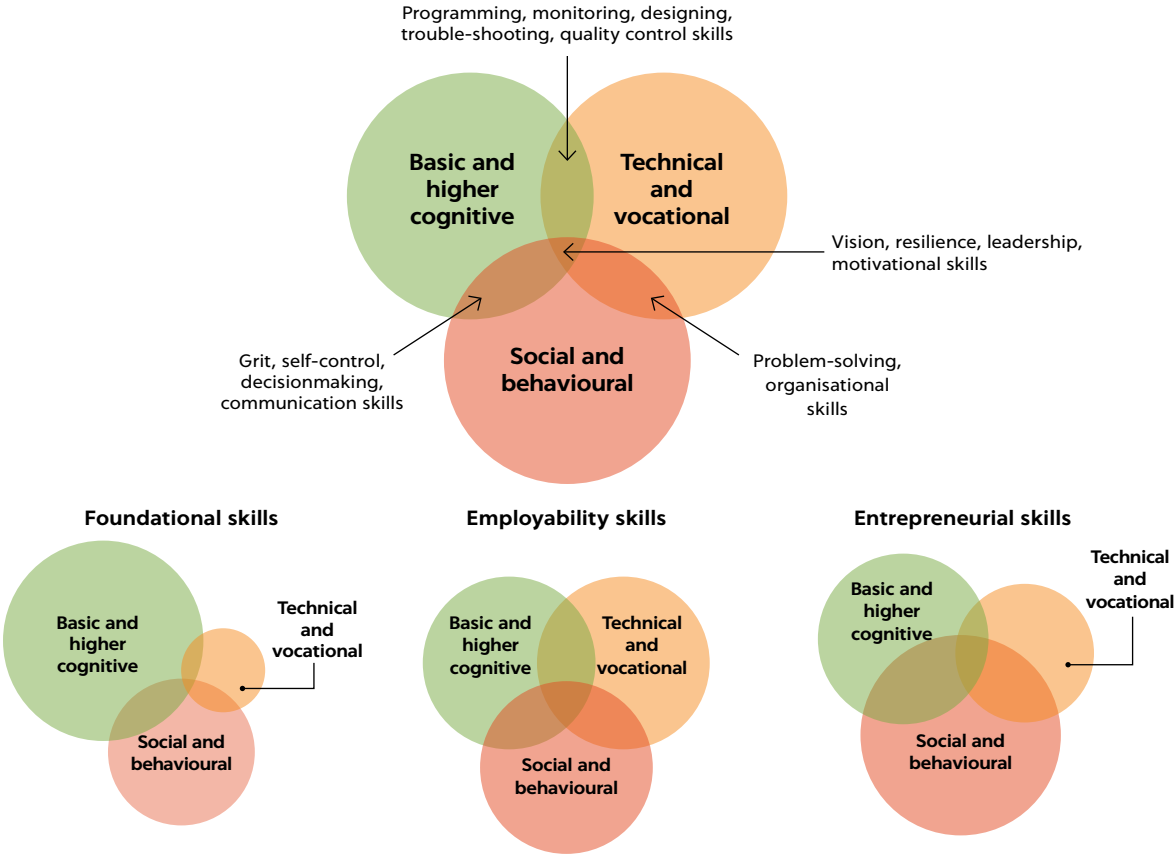 Programming, monitoring, designing,
trouble-shooting, quality control skills
Basic and
higher
cognitive
Technical
and
vocational
Vision, resilience, leadership,
motivational skills
Grit, self-control,
decisionmaking,
communication skills
Social and
behavioural
Problem-solving,
organisational
skills
Foundational skills
Basic and
higher
cognitive
Technical
and
vocational
Social and
behavioural
Employability skills
Basic and
higher
cognitive
Technical
and
vocational
Social and
behavioural
Entrepreneurial skills
Basic and
higher
cognitive
Technical
and
vocational
Social and
behavioural